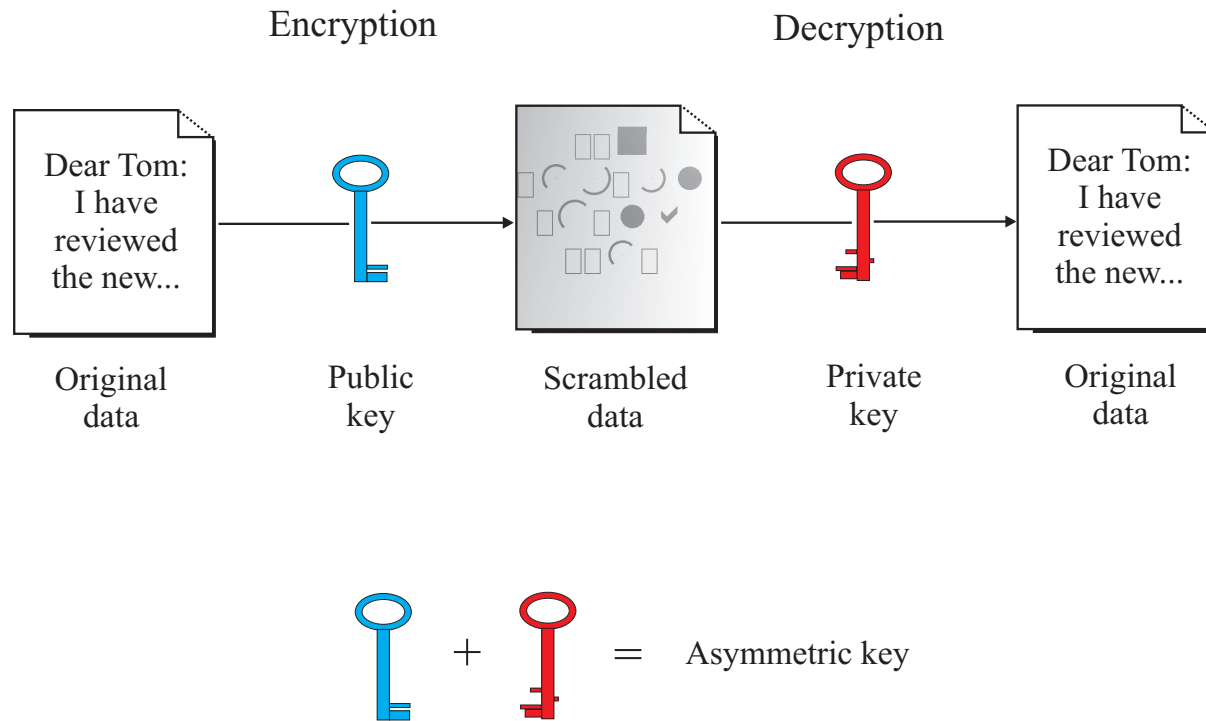 Encryption
Decryption
Dear Tom:
I have
reviewed
the new...
Dear Tom:
I have
reviewed
the new...
Original
data
Public
key
Scrambled
data
Private
key
Original
data
+ = Asymmetric key